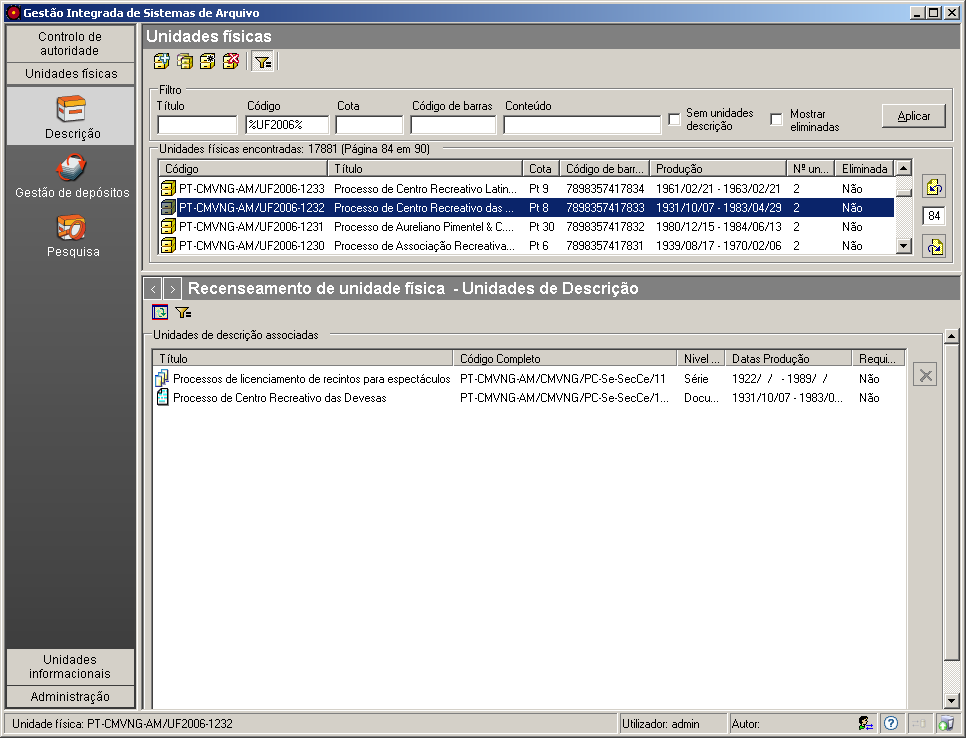 Gestão Integrada de Sistemas de Arquivo
Controlo de
autoridade
Unidades físicas
Descrição
Gestão de depósitos
Pesquisa
Unidades
informacionais
Administração
Unidades físicas
Filtro
Título Código Cota Código de barras Conteúdo
%UF2006%
Sem unidades
descrição
Mostrar
eliminadas
Aplicar
Unidades físicas encontradas: 17881 (Página 84 em 90)
Código Título Cota Código de barr... Produção Nº un... Eliminada
PT-CMVNG-AM/UF2006-1233 Processo de Centro Recreativo Latin... Pt 9 7898357417834 1961/02/21 - 1963/02/21 2 Não
PT-CMVNG-AM/UF2006-1232 Processo de Centro Recreativo das ... Pt 8 7898357417833 1931/10/07 - 1983/04/29 2 Não
PT-CMVNG-AM/UF2006-1231 Processo de Aureliano Pimentel & C.... Pt 30 7898357417832 1980/12/15 - 1984/06/13 2 Não
PT-CMVNG-AM/UF2006-1230 Processo de Associação Recreativa... Pt 6 7898357417831 1939/08/17 - 1970/02/06 2 Não
84
< > Recenseamento de unidade física - Unidades de Descrição
Unidades de descrição associadas
Título Código Completo Nivel ... Datas Produção Requi...
Processos de licenciamento de recintos para espectáculos PT-CMVNG-AM/CMVNG/PC-Se-SecCe/11 Série 1922/ / - 1989/ / Não
Processo de Centro Recreativo das Devesas PT-CMVNG-AM/CMVNG/PC-Se-SecCe/1... Docu... 1931/10/07 - 1983/0... Não
Unidade física: PT-CMVNG-AM/UF2006-1232 Utilizador: admin Autor: